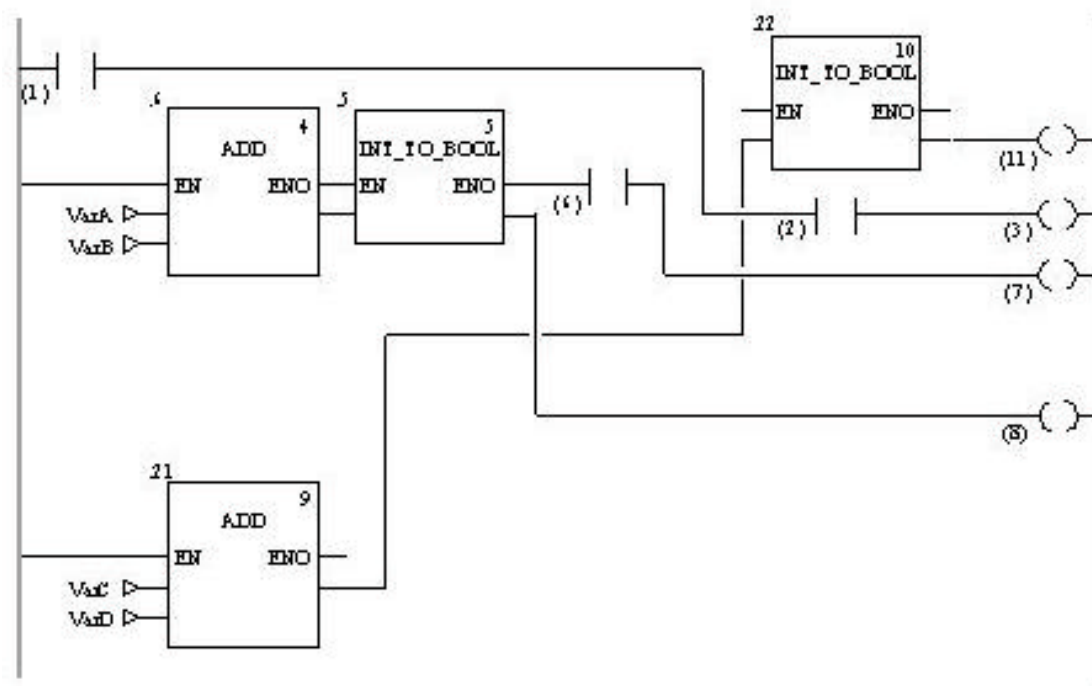 22
10
INT_TO_BOOL
EN ENO
(1)
(11)
.6
4
ADD
EN ENO
VarA
VarB
.5
5
INT_TO_BOOL
EN ENO
(6)
(2)
(3)
(7)
(8)
.21
9
ADD
EN ENO
VarC
VarD